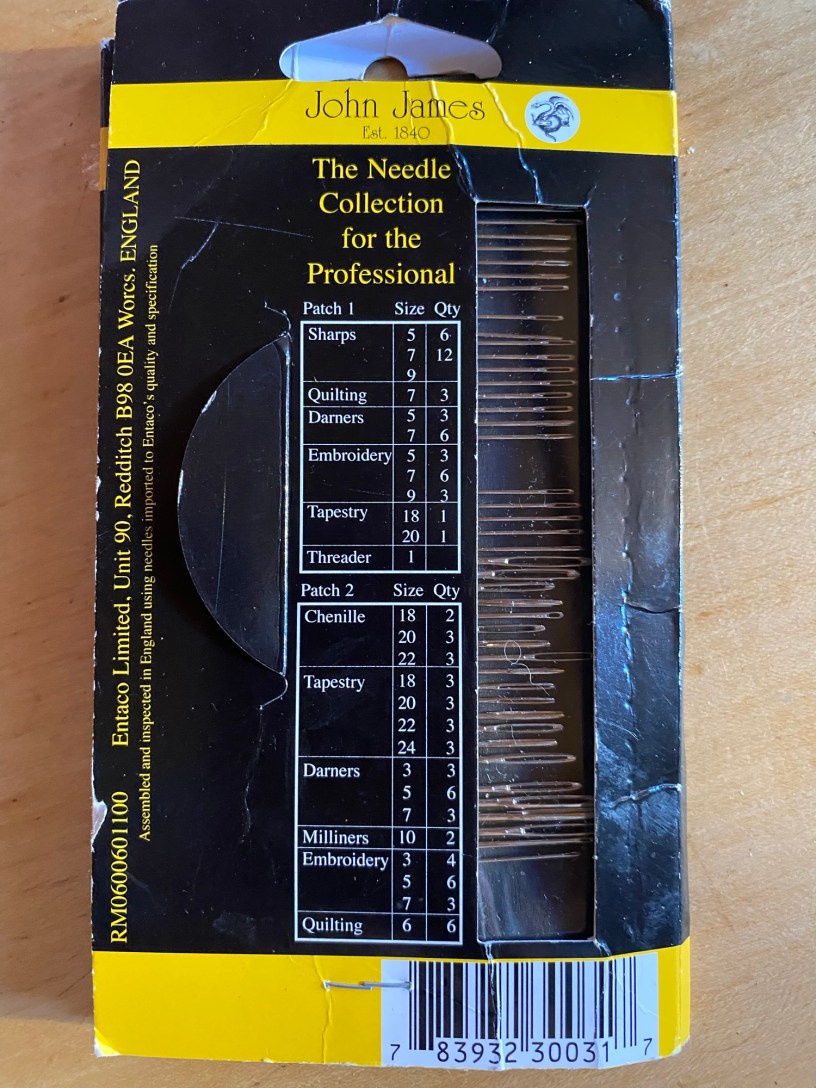 John James
Est. 1840
The Needle
Collection
for the
Professional
Patch 1 Size Qty
Sharps 5 6
7 12
9
Quilting 7 3
Darners 5 3
7 6
Embroidery 5 3
7 6
9 3
Tapestry 18 1
20 1
Threader 1
Patch 2 Size Qty
Chenille 18 2
20 3
22 3
Tapestry 18 3
20 3
22 3
24 3
Darners 3 3
5 6
7 3
Milliners 10 2
Embroidery 3 4
5 6
7 3
Quilting 6 6
RM0600601100 Entaco Limited, Unit 90, Redditch B98 0EA Worcs. ENGLAND
Assembled and inspected in England using needles imported to Entaco's quality and specification
7 83932 30031 7